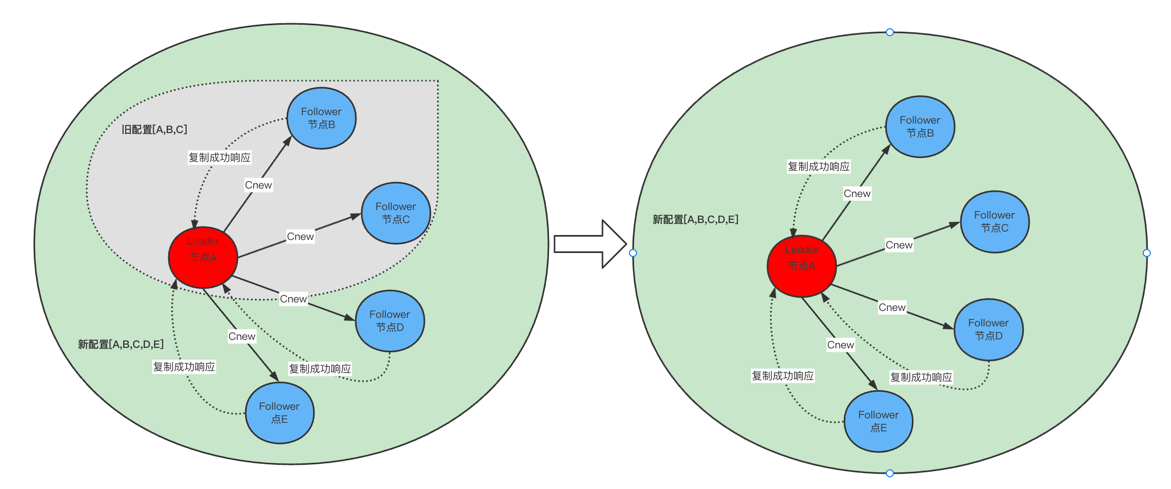 旧配置[A,B,C]
Follower
节点B
复制成功响应
Cnew
Follower
节点C
Cnew
Leader
节点A
Cnew
Follower
节点D
Cnew
新配置[A,B,C,D,E]
复制成功响应
复制成功响应
Follower
点E
Follower
节点B
复制成功响应
Cnew
新配置[A,B,C,D,E]
Follower
节点C
Cnew
Leader
节点A
Cnew
Follower
节点D
Cnew
复制成功响应
复制成功响应
Follower
点E